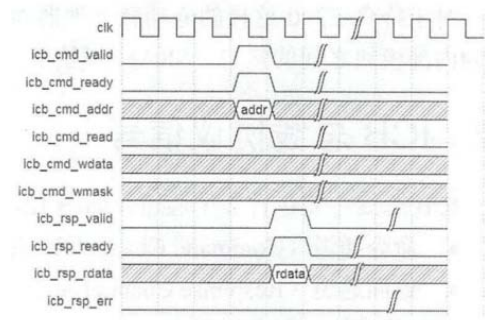 clk
icb_cmd_valid
icb_cmd_ready
icb_cmd_addr
addr
icb_cmd_read
icb_cmd_wdata
icb_cmd_wmask
icb_rsp_valid
icb_rsp_ready
icb_rsp_rdata
rdata
icb_rsp_err